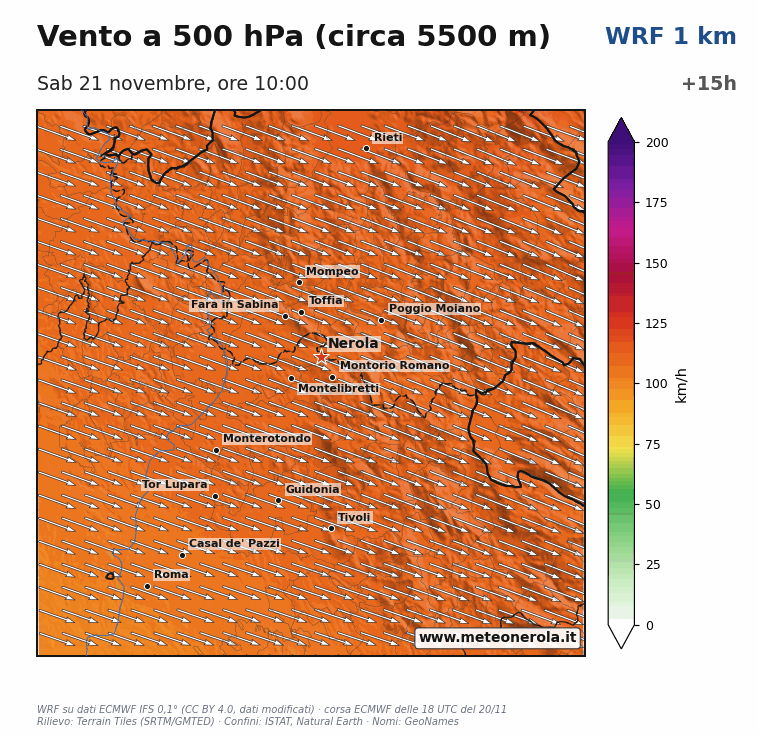 Vento a 500 hPa (circa 5500 m)
WRF 1 km
Sab 21 novembre, ore 10:00
+15h
Rieti
Mompeo
Fara in Sabina
Toffia
Poggio Moiano
Nerola
Montorio Romano
Montelibretti
Monterotondo
Tor Lupara
Guidonia
Tivoli
Casal de' Pazzi
Roma
www.meteonerola.it
200
175
150
125
100
75
50
25
0
km/h
WRF su dati ECMWF IFS 0,1° (CC BY 4.0, dati modificati) · corsa ECMWF delle 18 UTC del 20/11
Rilievo: Terrain Tiles (SRTM/GMTED) · Confini: ISTAT, Natural Earth · Nomi: GeoNames